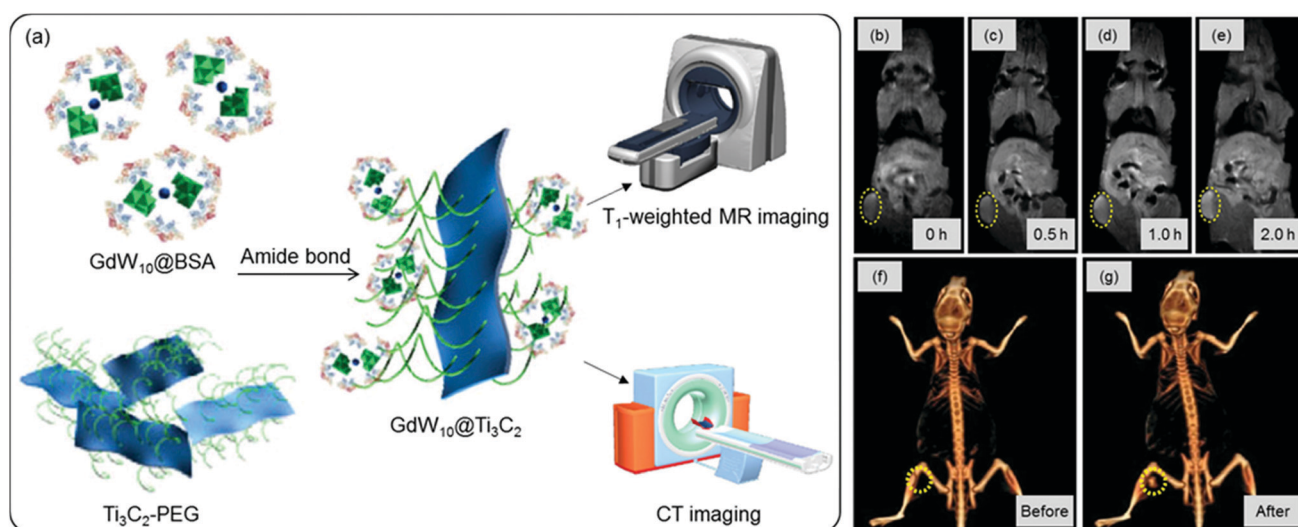 (a)
GdW₁₀@BSA
Amide bond
Ti₃C₂-PEG
GdW₁₀@Ti₃C₂
T₁-weighted MR imaging
CT imaging
(b)
0 h
(c)
0.5 h
(d)
1.0 h
(e)
2.0 h
(f)
Before
(g)
After